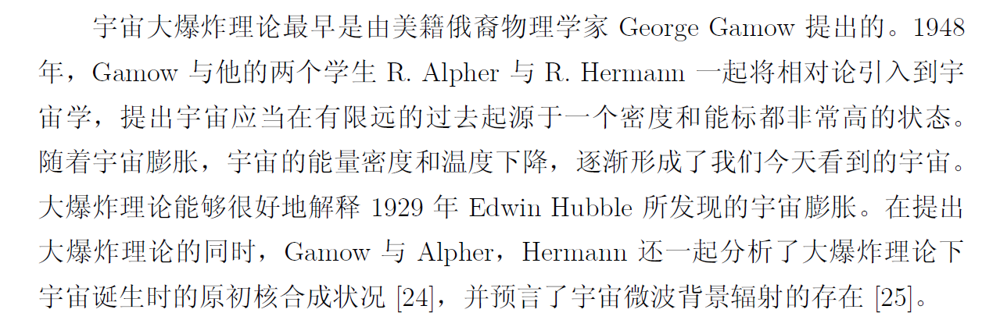 宇宙大爆炸理论最早是由美籍俄裔物理学家 George Gamow 提出的。1948
年，Gamow 与他的两个学生 R. Alpher 与 R. Hermann 一起将相对论引入到宇
宙学，提出宇宙应当在有限远的过去起源于一个密度和能标都非常高的状态。
随着宇宙膨胀，宇宙的能量密度和温度下降，逐渐形成了我们今天看到的宇宙。
大爆炸理论能够很好地解释 1929 年 Edwin Hubble 所发现的宇宙膨胀。在提出
大爆炸理论的同时，Gamow 与 Alpher，Hermann 还一起分析了大爆炸理论下
宇宙诞生时的原初核合成状况 [24]，并预言了宇宙微波背景辐射的存在 [25]。